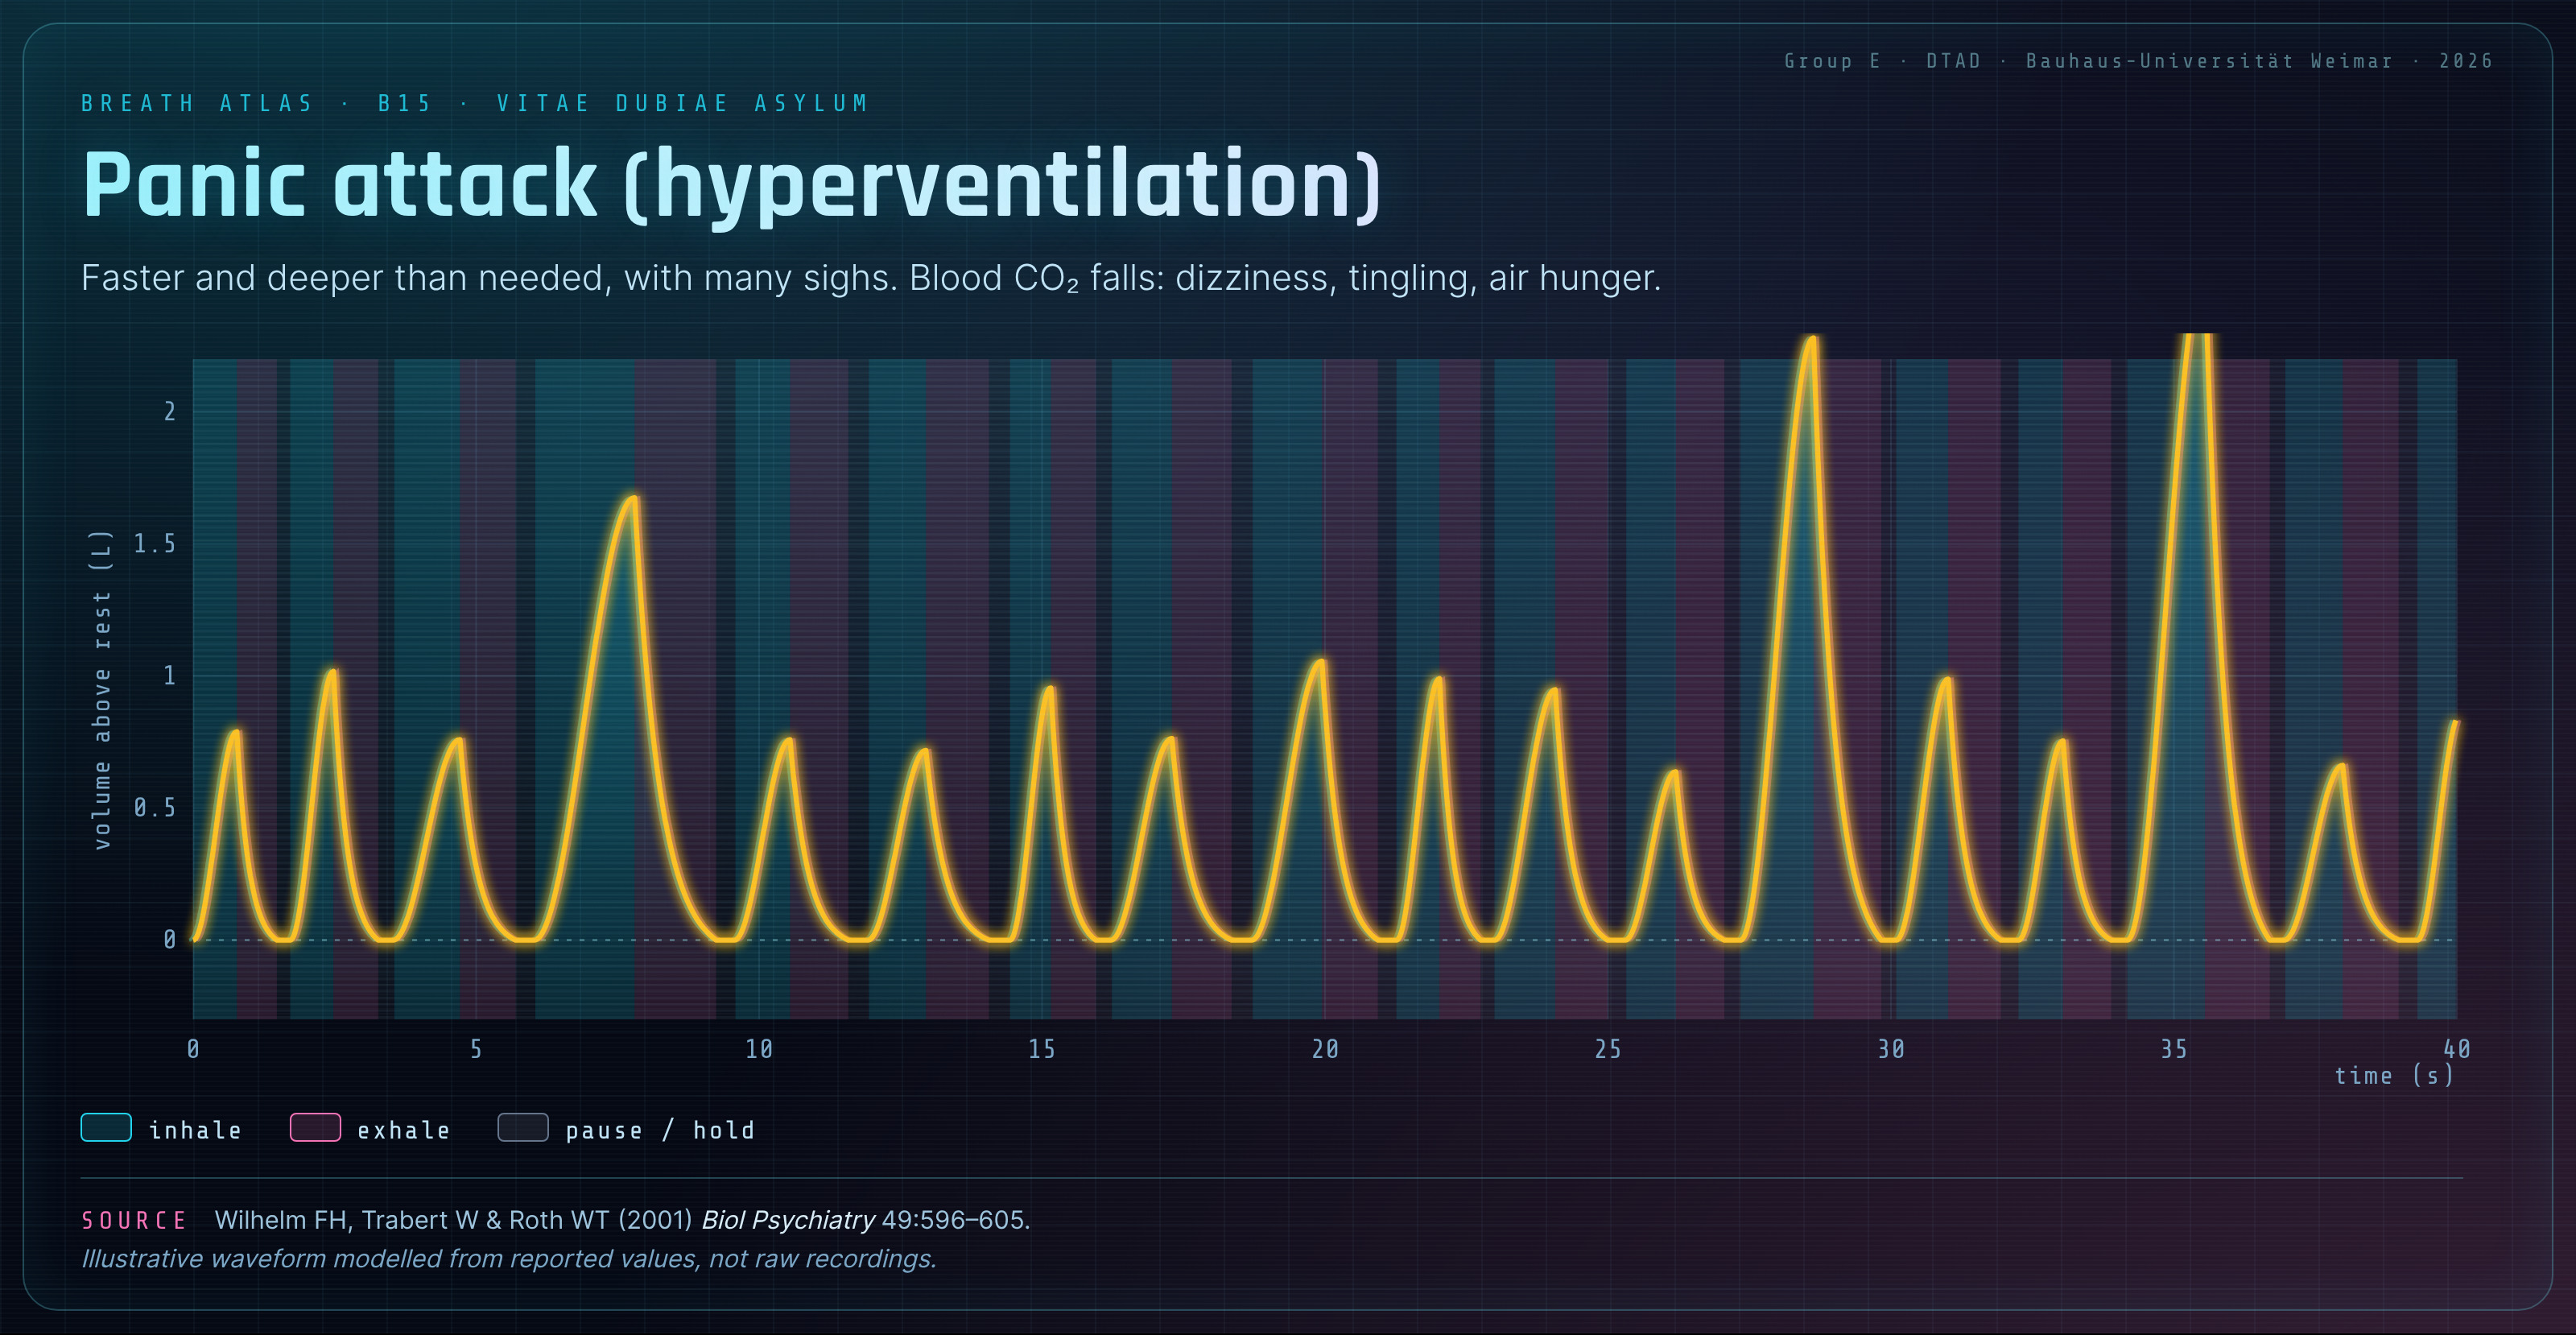 Group E · DTAD · Bauhaus-Universität Weimar · 2026
BREATH ATLAS · B15 · VITAE DUBIAE ASYLUM
Panic attack (hyperventilation)
Faster and deeper than needed, with many sighs. Blood CO₂ falls: dizziness, tingling, air hunger.
volume above rest (L)
2
1.5
1
0.5
0
0 5 10 15 20 25 30 35 40
time (s)
inhale exhale pause / hold
SOURCE Wilhelm FH, Trabert W & Roth WT (2001) Biol Psychiatry 49:596–605.
Illustrative waveform modelled from reported values, not raw recordings.